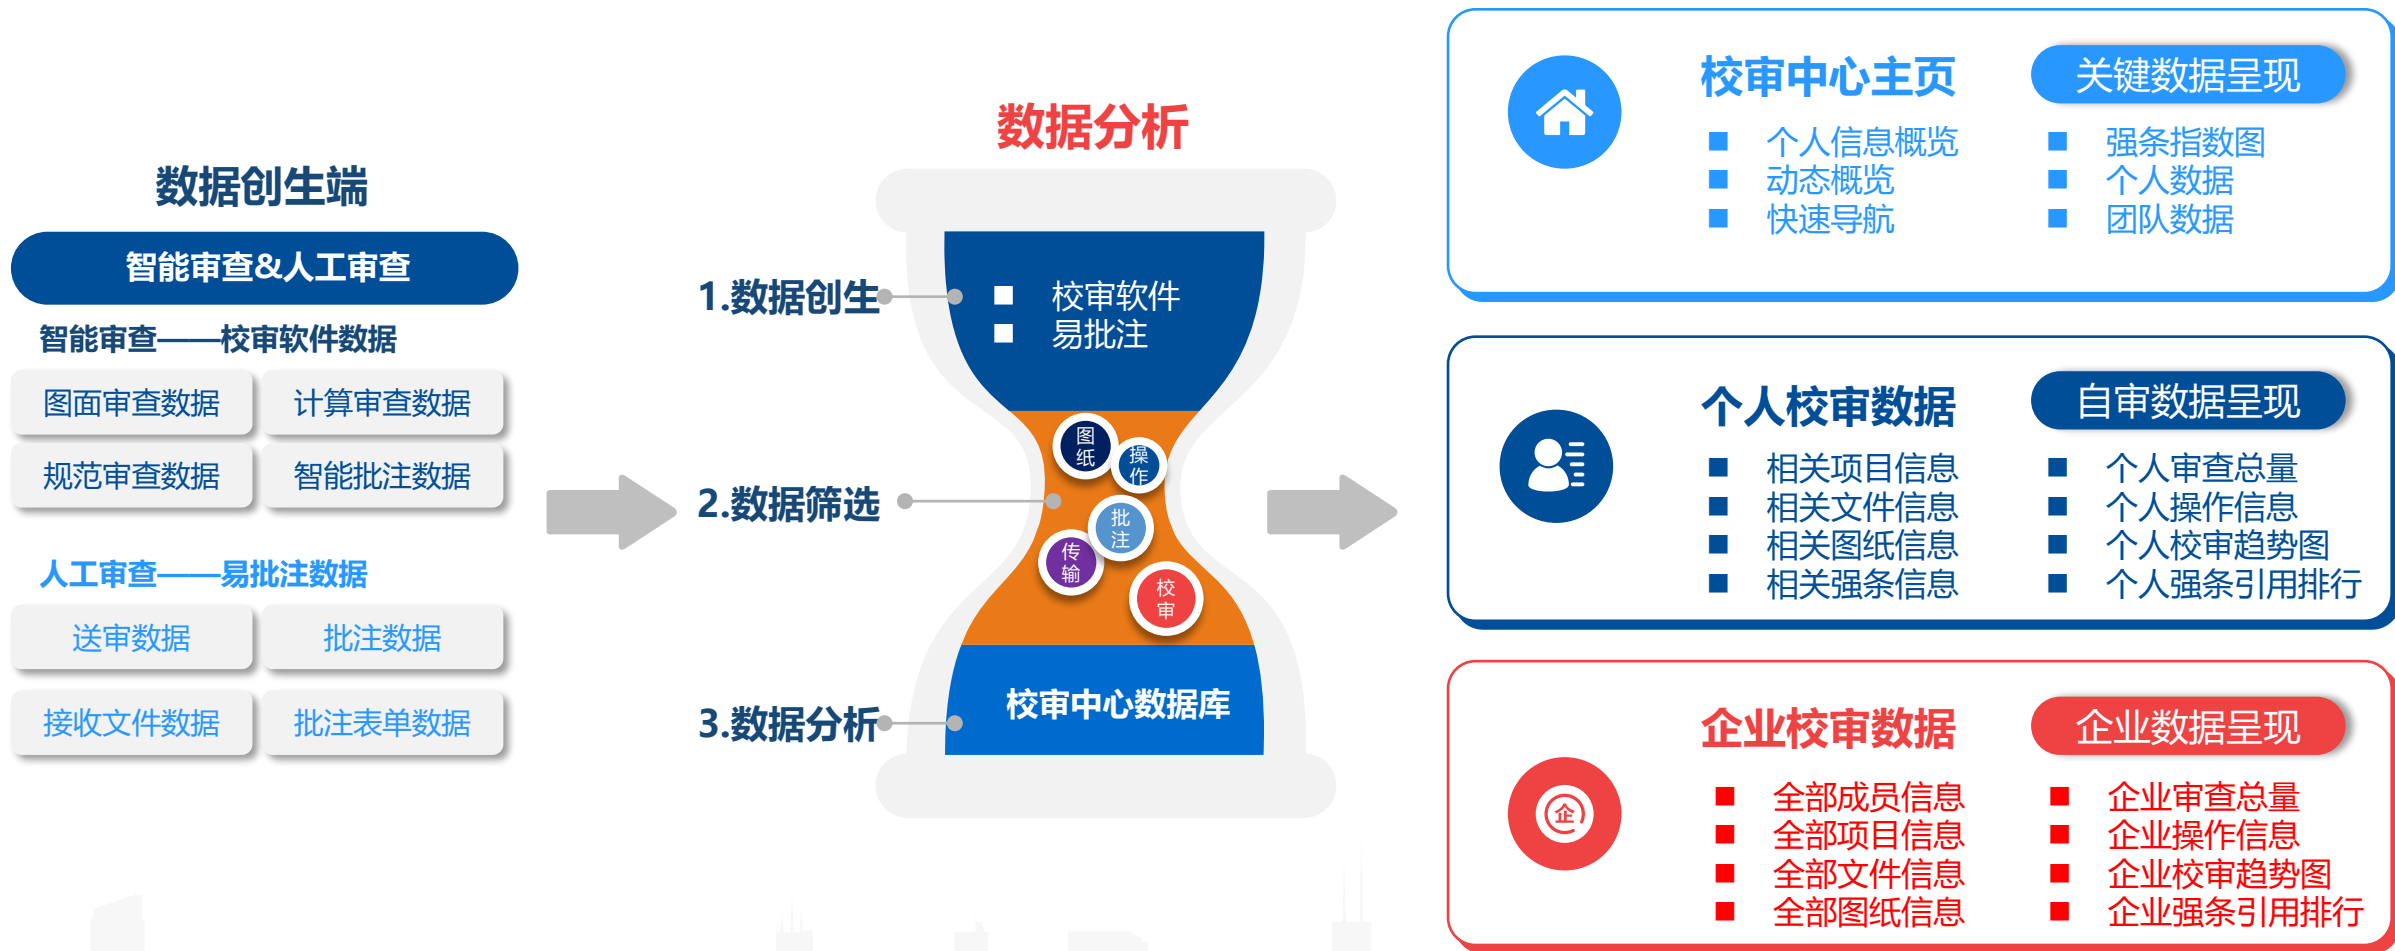 数据创生端
智能审查&人工审查
智能审查——校审软件数据
图面审查数据
计算审查数据
规范审查数据
智能批注数据
人工审查——易批注数据
送审数据
批注数据
接收文件数据
批注表单数据
数据分析
1.数据创生
校审软件
易批注
2.数据筛选
图
纸
操
作
批
注
传
输
校
审
3.数据分析
校审中心数据库
校审中心主页
个人信息概览
动态概览
快速导航
关键数据呈现
强条指数图
个人数据
团队数据
个人校审数据
相关项目信息
相关文件信息
相关图纸信息
相关强条信息
自审数据呈现
个人审查总量
个人操作信息
个人校审趋势图
个人强条引用排行
企
企业校审数据
全部成员信息
全部项目信息
全部文件信息
全部图纸信息
企业数据呈现
企业审查总量
企业操作信息
企业校审趋势图
企业强条引用排行